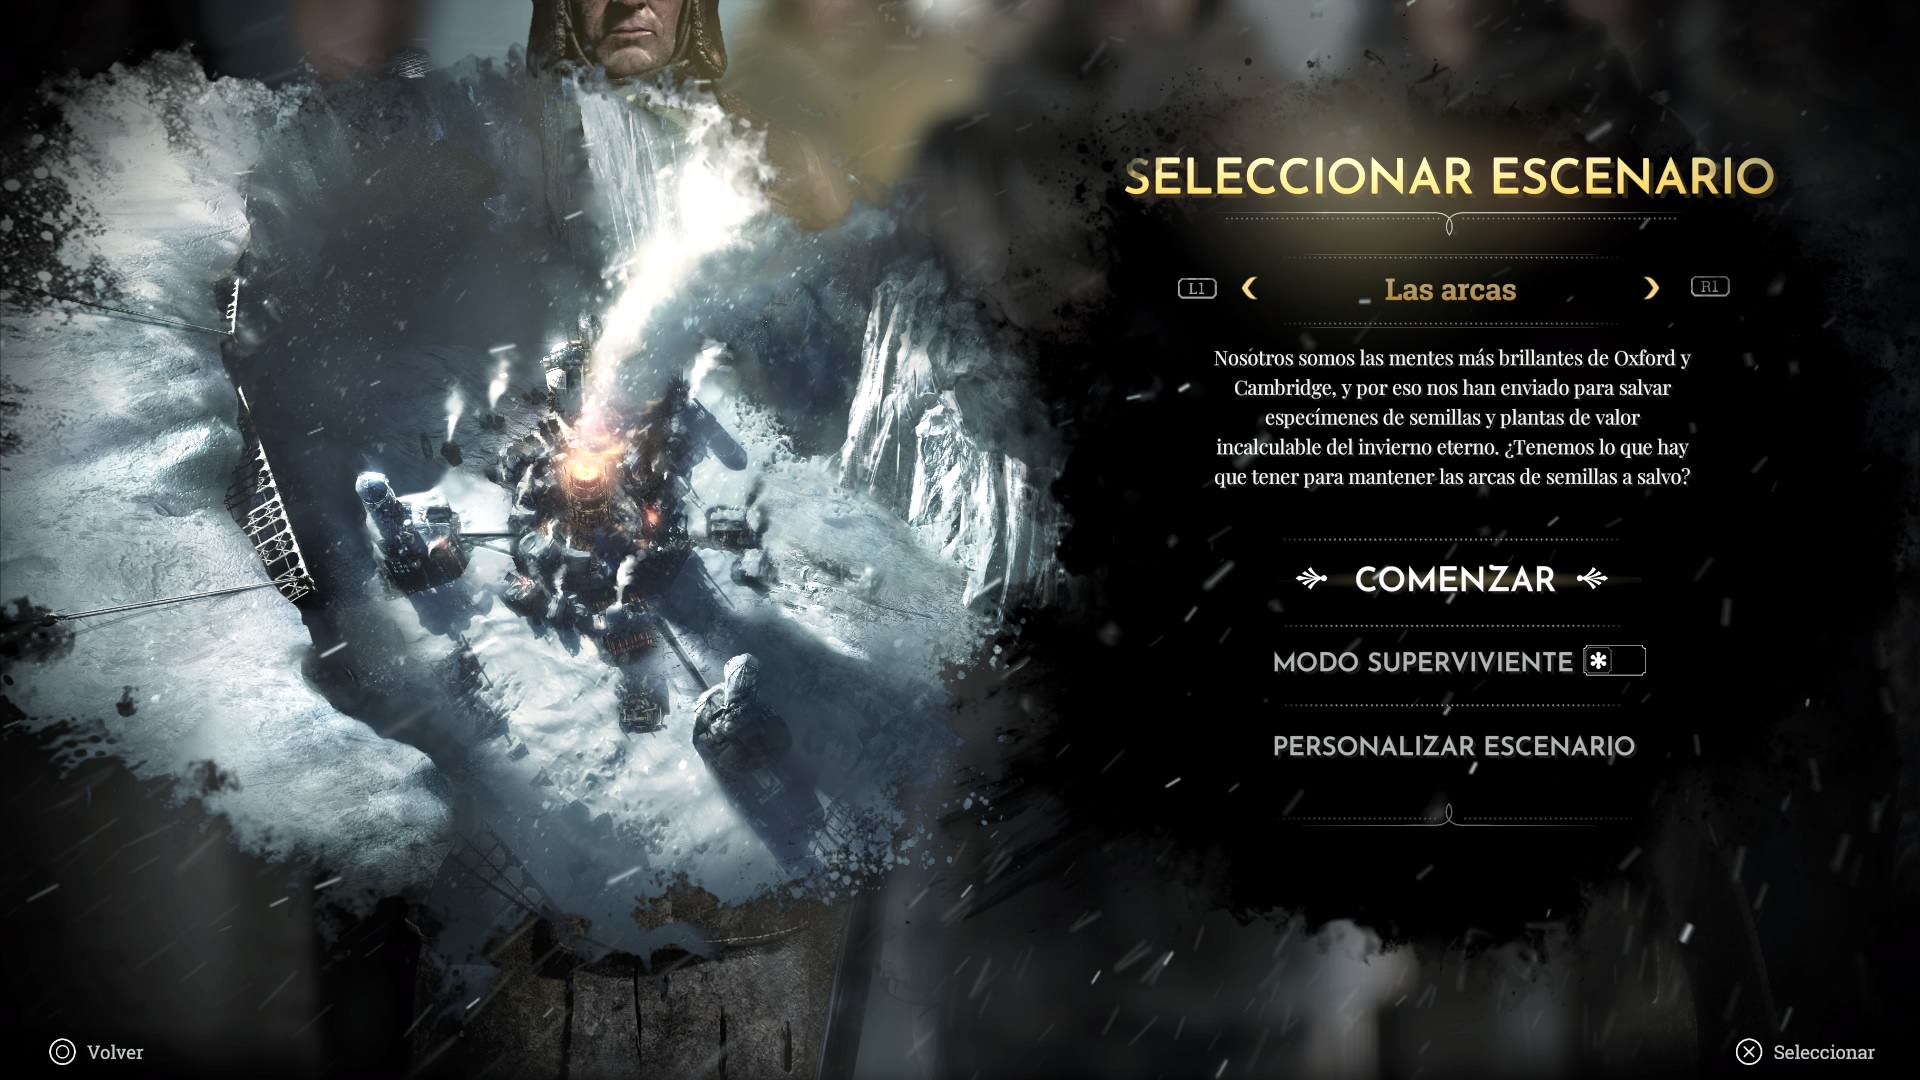 SELECCIONAR ESCENARIO
L1
Las arcas
R1
Nosotros somos las mentes más brillantes de Oxford y
Cambridge, y por eso nos han enviado para salvar
especímenes de semillas y plantas de valor
incalculable del invierno eterno. ¿Tenemos lo que hay
que tener para mantener las arcas de semillas a salvo?
COMENZAR
MODO SUPERVIVIENTE
PERSONALIZAR ESCENARIO
Volver
Seleccionar